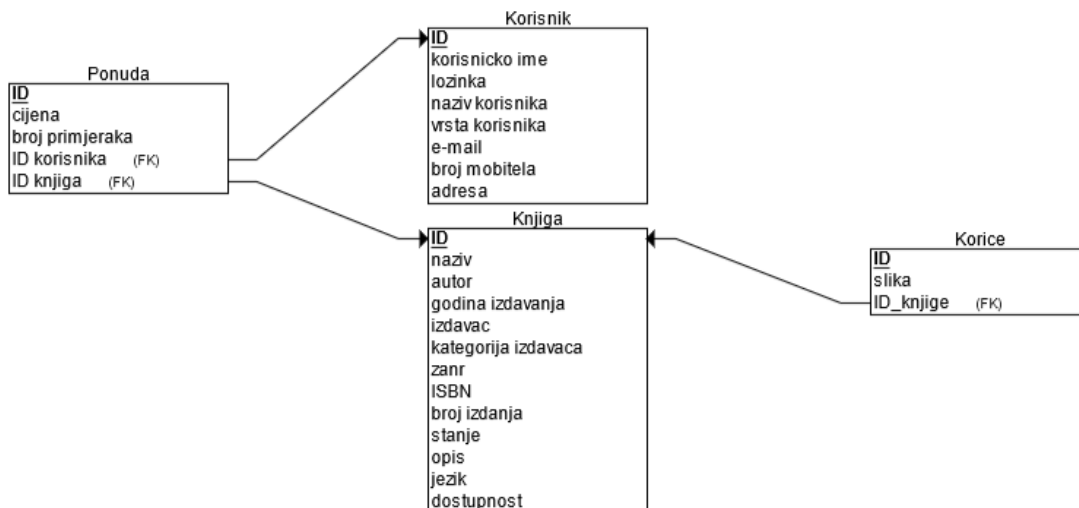 Ponuda
ID
cijena
broj primjeraka
ID korisnika (FK)
ID knjiga (FK)
Korisnik
ID
korisnicko ime
lozinka
naziv korisnika
vrsta korisnika
e-mail
broj mobitela
adresa
Knjiga
ID
naziv
autor
godina izdavanja
izdavac
kategorija izdavaca
zanr
ISBN
broj izdanja
stanje
opis
jezik
dostupnost
Korice
ID
slika
ID_knjige (FK)